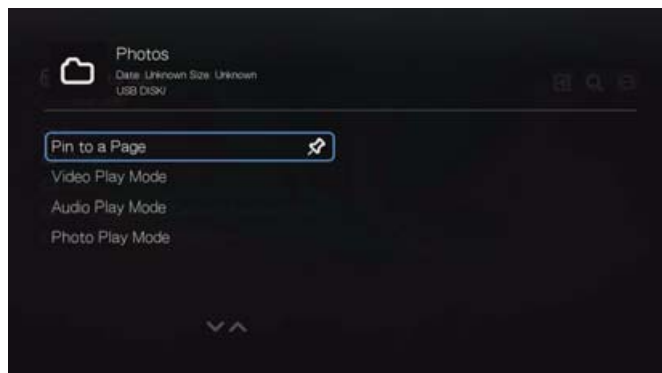 Photos
Date: Unknown Size: Unknown
USB DISK/
Pin to a Page
Video Play Mode
Audio Play Mode
Photo Play Mode